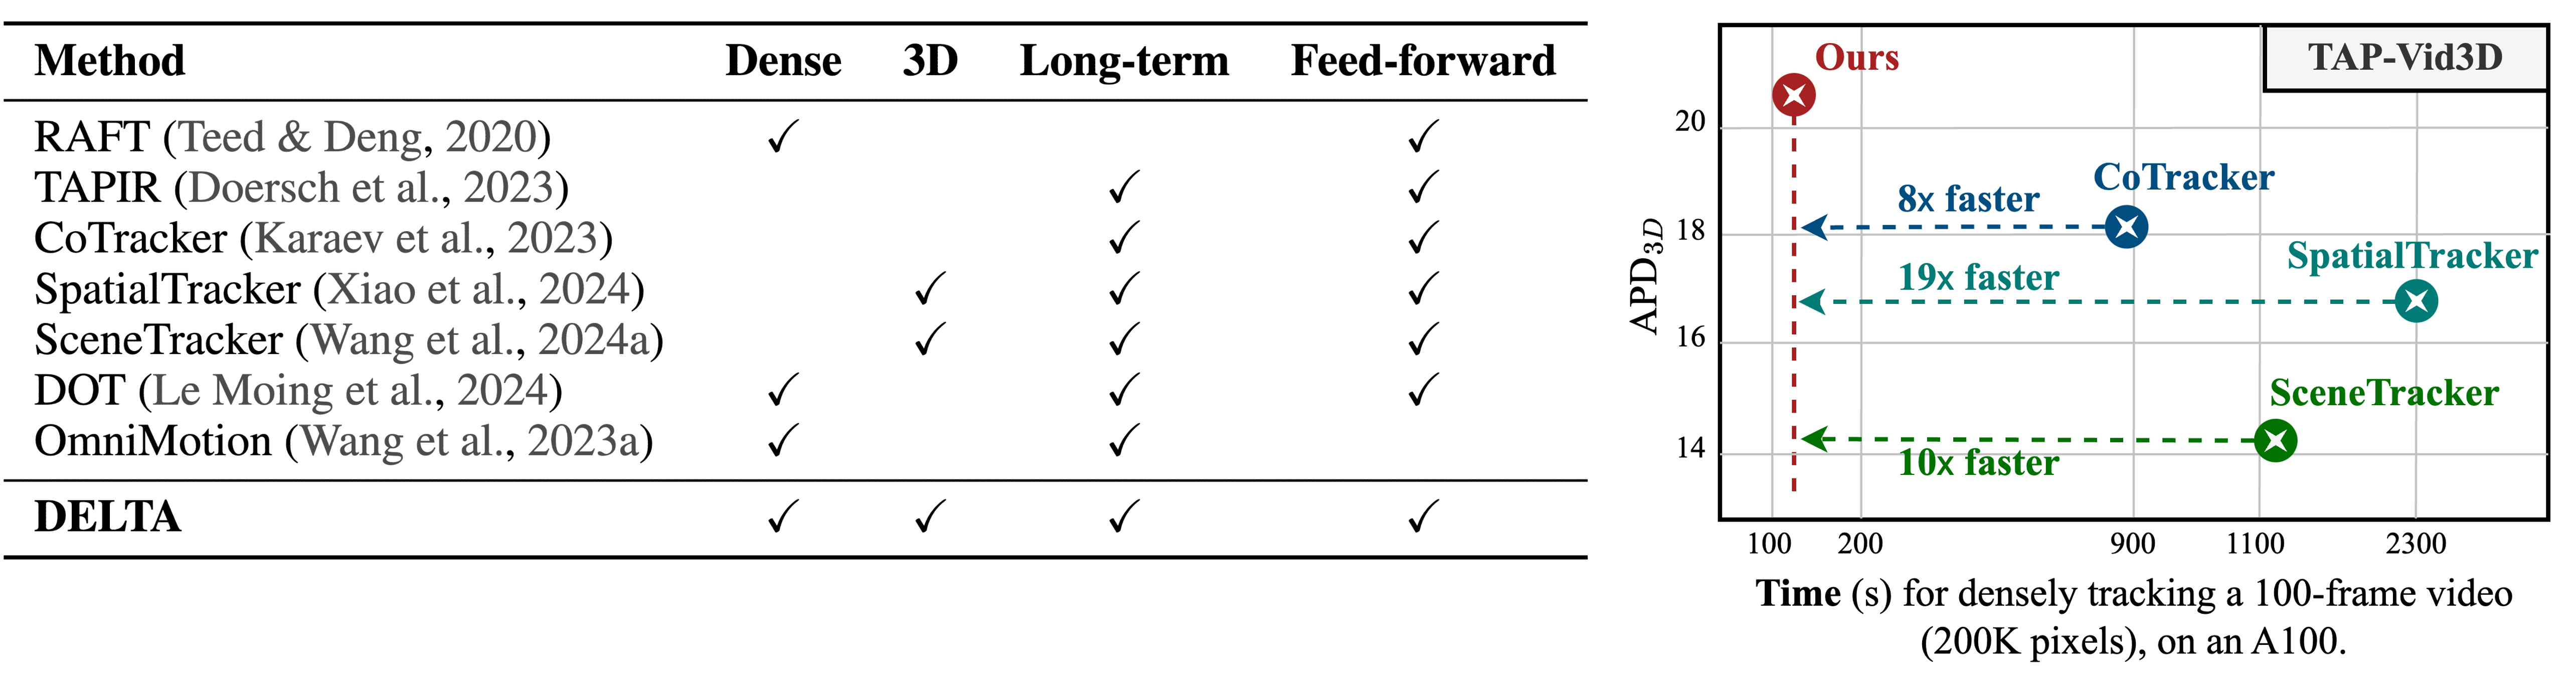 Method Dense 3D Long-term Feed-forward
RAFT (Teed & Deng, 2020) ✓ ✓
TAPIR (Doersch et al., 2023) ✓ ✓
CoTracker (Karaev et al., 2023) ✓ ✓
SpatialTracker (Xiao et al., 2024) ✓ ✓ ✓
SceneTracker (Wang et al., 2024a) ✓ ✓ ✓
DOT (Le Moing et al., 2024) ✓ ✓ ✓
OmniMotion (Wang et al., 2023a) ✓ ✓
DELTA ✓ ✓ ✓ ✓
TAP-Vid3D
Ours
20
CoTracker
8x faster
18
SpatialTracker
19x faster
APD3D
16
SceneTracker
14
10x faster
100 200 900 1100 2300
Time (s) for densely tracking a 100-frame video
(200K pixels), on an A100.